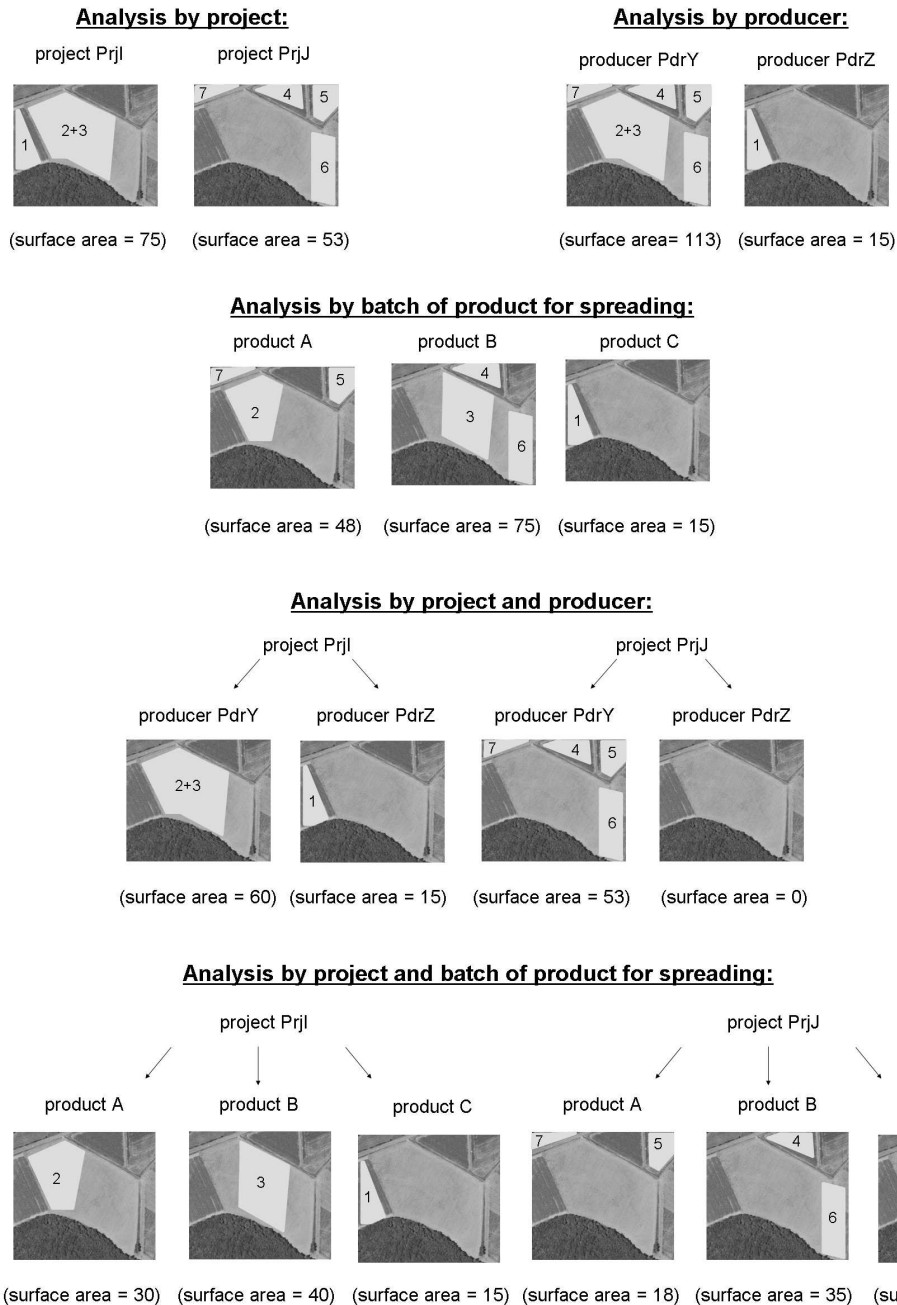 Analysis by project:
Analysis by producer:
project PrjI
project PrjJ
producer PdrY
producer PdrZ
1
2+3
7
4
5
6
7
4
5
2+3
6
1
(surface area = 75)
(surface area = 53)
(surface area= 113)
(surface area = 15)
Analysis by batch of product for spreading:
product A
product B
product C
7
5
2
4
3
6
1
(surface area = 48)
(surface area = 75)
(surface area = 15)
Analysis by project and producer:
project PrjI
project PrjJ
producer PdrY
producer PdrZ
producer PdrY
producer PdrZ
2+3
1
7
4
5
6
(surface area = 60)
(surface area = 15)
(surface area = 53)
(surface area = 0)
Analysis by project and batch of product for spreading:
project PrjI
project PrjJ
product A
product B
product C
product A
product B
2
3
1
7
5
4
6
(surface area = 30)
(surface area = 40)
(surface area = 15)
(surface area = 18)
(surface area = 35)